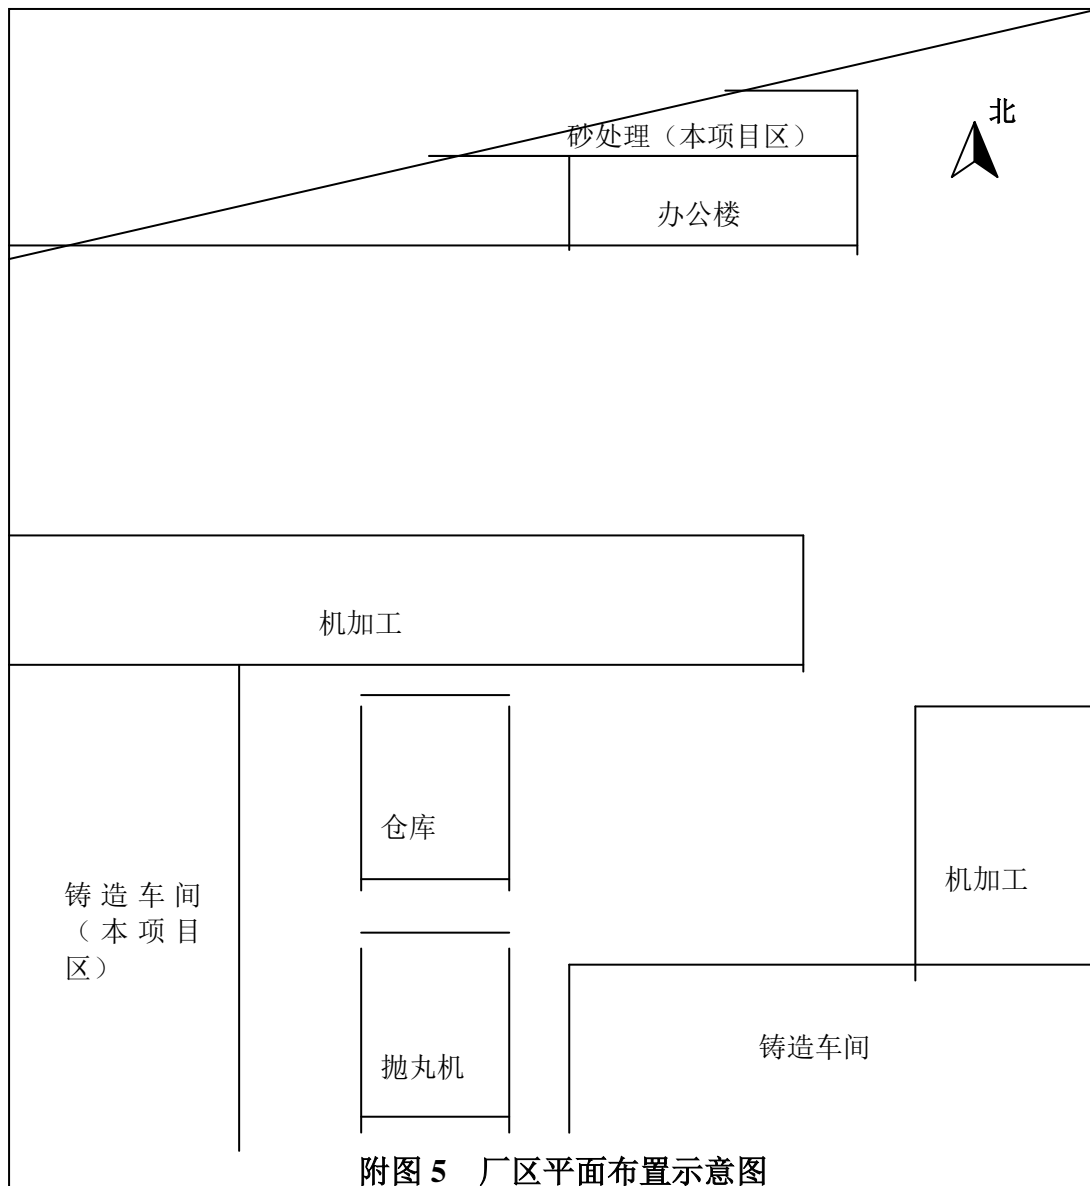 北
砂处理（本项目区）
办公楼
机加工
仓库
机加工
铸造车间
（本项目
区）
铸造车间
抛丸机
附图 5 厂区平面布置示意图